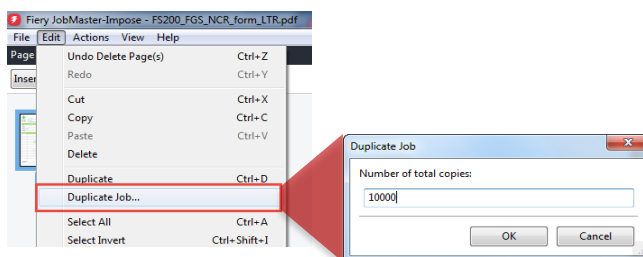 Fiery JobMaster-Impose - FS200_FGS_NCR_form_LTR.pdf
File Edit Actions View Help
Page
Inser
Undo Delete Page(s) Ctrl+Z
Redo Ctrl+Y
Cut Ctrl+X
Copy Ctrl+C
Paste Ctrl+V
Delete
Duplicate Ctrl+D
Duplicate Job...
Select All Ctrl+A
Select Invert Ctrl+Shift+I
Duplicate Job
Number of total copies:
10000
OK Cancel